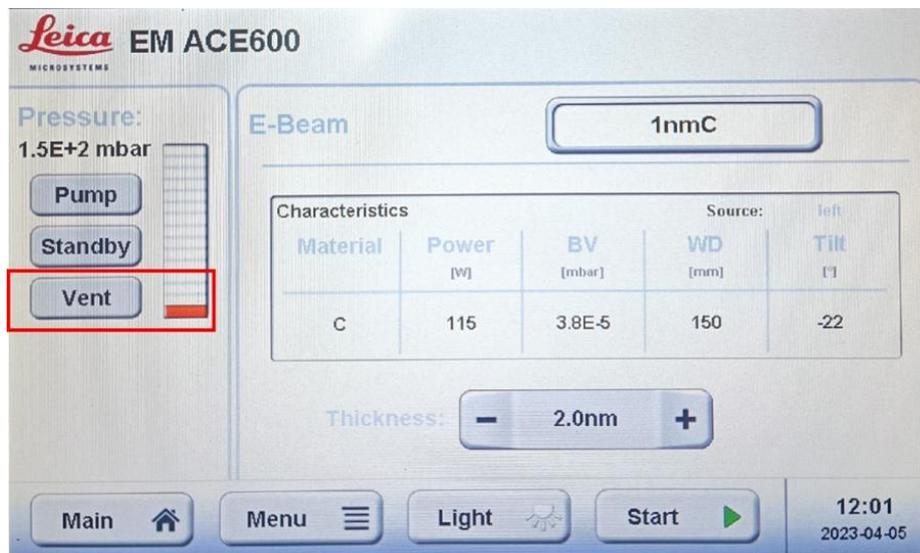 Leica EM ACE600
MICROSYSTEMS
Pressure:
1.5E+2 mbar
Pump
Standby
Vent
E-Beam
1nmC
Characteristics Source: left
Material Power BV WD Tilt
[W] [mbar] [mm] [°]
C 115 3.8E-5 150 -22
Thickness: - 2.0nm +
Main Menu Light Start
12:01
2023-04-05